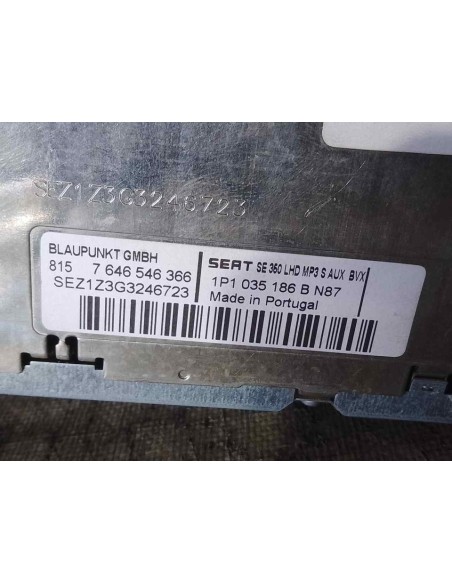 SEZ1Z3G3246723
BLAUPUNKT GMBH
815 7 646 546 366
SEZ1Z3G3246723
SEAT SE 360 LHD MP3 S AUX BVX
1P1 035 186 B N87
Made in Portugal